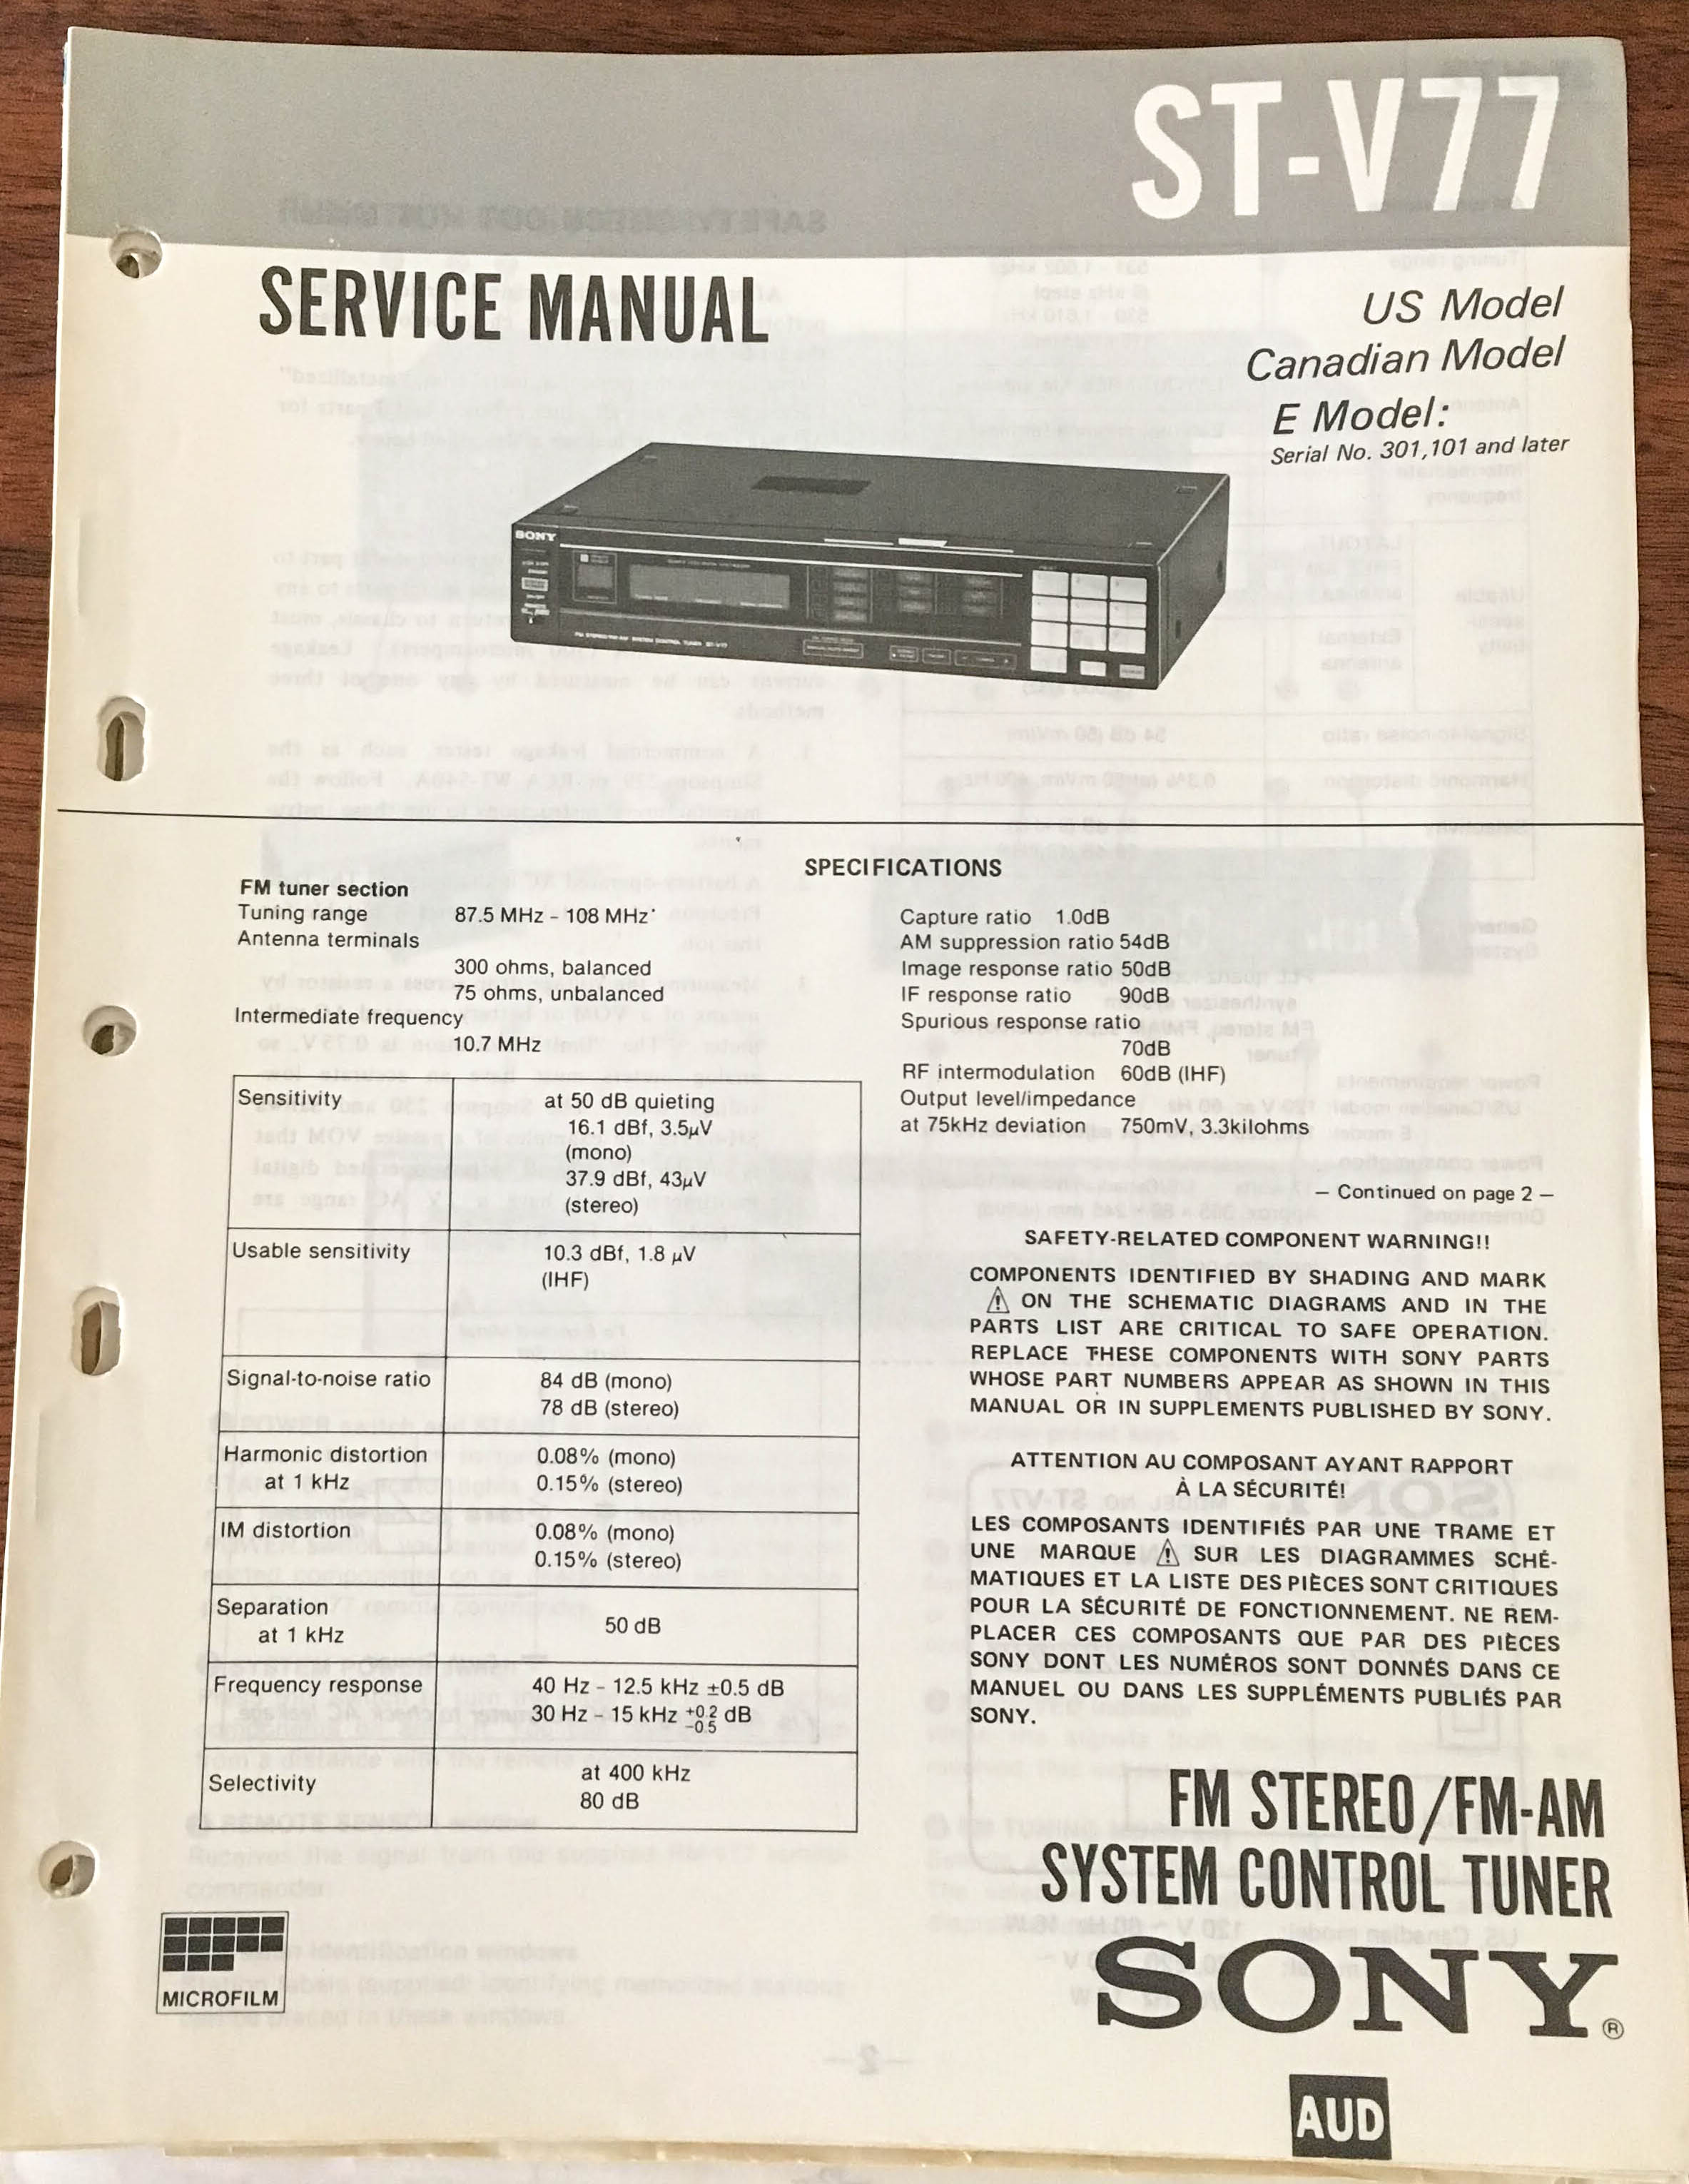 ST-V77
SERVICE MANUAL
US Model
Canadian Model
E Model:
Serial No. 301,101 and later
SONY
SPECIFICATIONS
FM tuner section
Tuning range 87.5 MHz – 108 MHz
Antenna terminals
300 ohms, balanced
75 ohms, unbalanced
Intermediate frequency
10.7 MHz
Sensitivity at 50 dB quieting
16.1 dBf, 3.5μV
(mono)
37.9 dBf, 43μV
(stereo)
Usable sensitivity 10.3 dBf, 1.8 μV
(IHF)
Signal-to-noise ratio 84 dB (mono)
78 dB (stereo)
Harmonic distortion 0.08% (mono)
at 1 kHz 0.15% (stereo)
IM distortion 0.08% (mono)
0.15% (stereo)
Separation
at 1 kHz 50 dB
Frequency response 40 Hz – 12.5 kHz ±0.5 dB
30 Hz – 15 kHz +0.2 −0.5 dB
Selectivity at 400 kHz
80 dB
Capture ratio 1.0dB
AM suppression ratio 54dB
Image response ratio 50dB
IF response ratio 90dB
Spurious response ratio
70dB
RF intermodulation 60dB (IHF)
Output level/impedance
at 75kHz deviation 750mV, 3.3kilohms
– Continued on page 2 –
SAFETY-RELATED COMPONENT WARNING!!
COMPONENTS IDENTIFIED BY SHADING AND MARK
⚠ ON THE SCHEMATIC DIAGRAMS AND IN THE
PARTS LIST ARE CRITICAL TO SAFE OPERATION.
REPLACE THESE COMPONENTS WITH SONY PARTS
WHOSE PART NUMBERS APPEAR AS SHOWN IN THIS
MANUAL OR IN SUPPLEMENTS PUBLISHED BY SONY.
ATTENTION AU COMPOSANT AYANT RAPPORT
À LA SÉCURITÉ!
LES COMPOSANTS IDENTIFIÉS PAR UNE TRAME ET
UNE MARQUE ⚠ SUR LES DIAGRAMMES SCHÉ-
MATIQUES ET LA LISTE DES PIÈCES SONT CRITIQUES
POUR LA SÉCURITÉ DE FONCTIONNEMENT. NE REM-
PLACER CES COMPOSANTS QUE PAR DES PIÈCES
SONY DONT LES NUMÉROS SONT DONNÉS DANS CE
MANUEL OU DANS LES SUPPLÉMENTS PUBLIÉS PAR
SONY.
FM STEREO/FM-AM
SYSTEM CONTROL TUNER
SONY®
MICROFILM
AUD